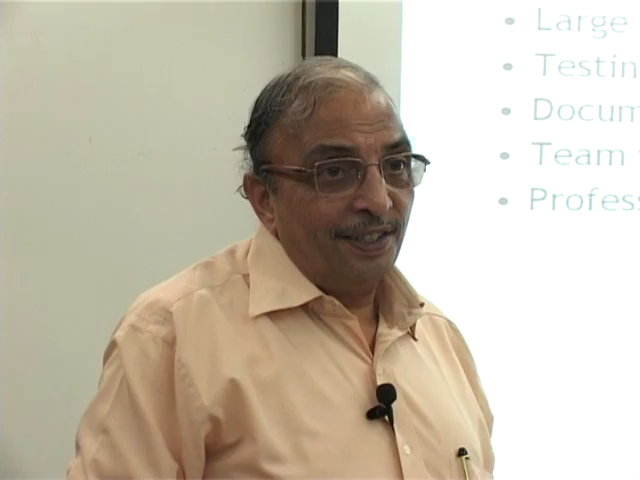 • Large
• Testin
• Docum
• Team
• Profess